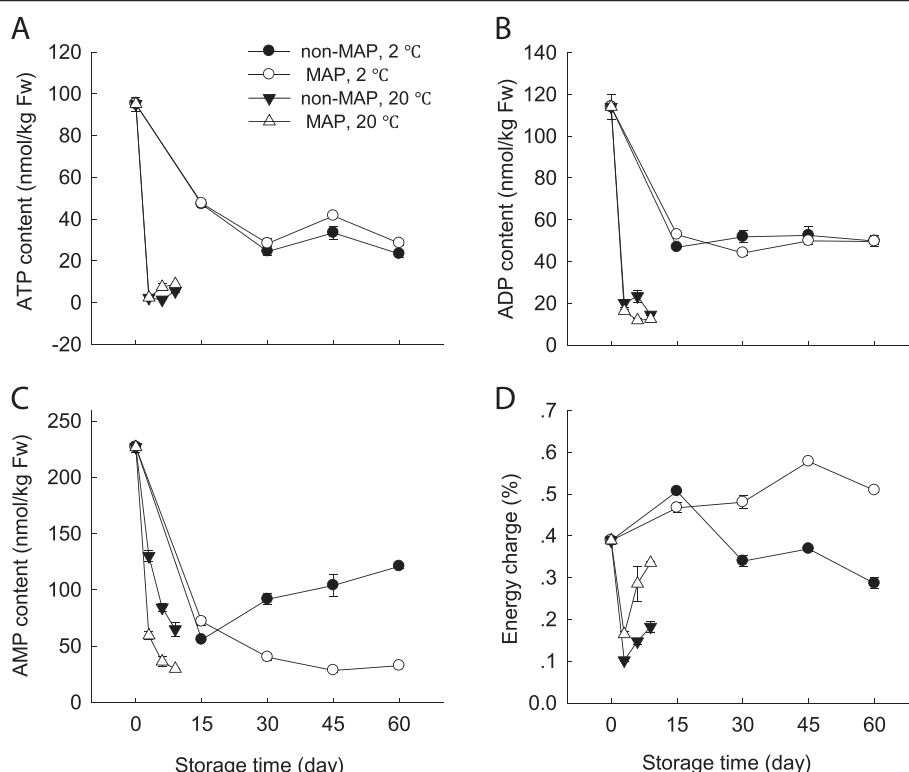 A
B
120
100
80
60
40
20
0
-20
ATP content (nmol/kg Fw)
non-MAP, 2 ℃
MAP, 2 ℃
non-MAP, 20 ℃
MAP, 20 ℃
140
120
100
80
60
40
20
0
ADP content (nmol/kg Fw)
C
D
250
200
150
100
50
0
AMP content (nmol/kg Fw)
0 15 30 45 60
Storage time (day)
.7
.6
.5
.4
.3
.2
.1
0.0
Energy charge (%)
0 15 30 45 60
Storage time (day)